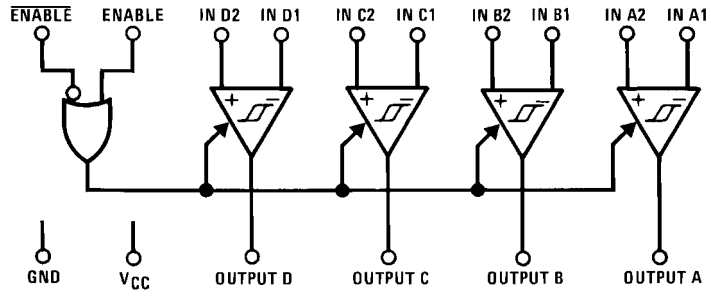 E̅N̅A̅B̅L̅E̅ ENABLE IN D2 IN D1 IN C2 IN C1 IN B2 IN B1 IN A2 IN A1
+ − + − + − + −
GND VCC OUTPUT D OUTPUT C OUTPUT B OUTPUT A